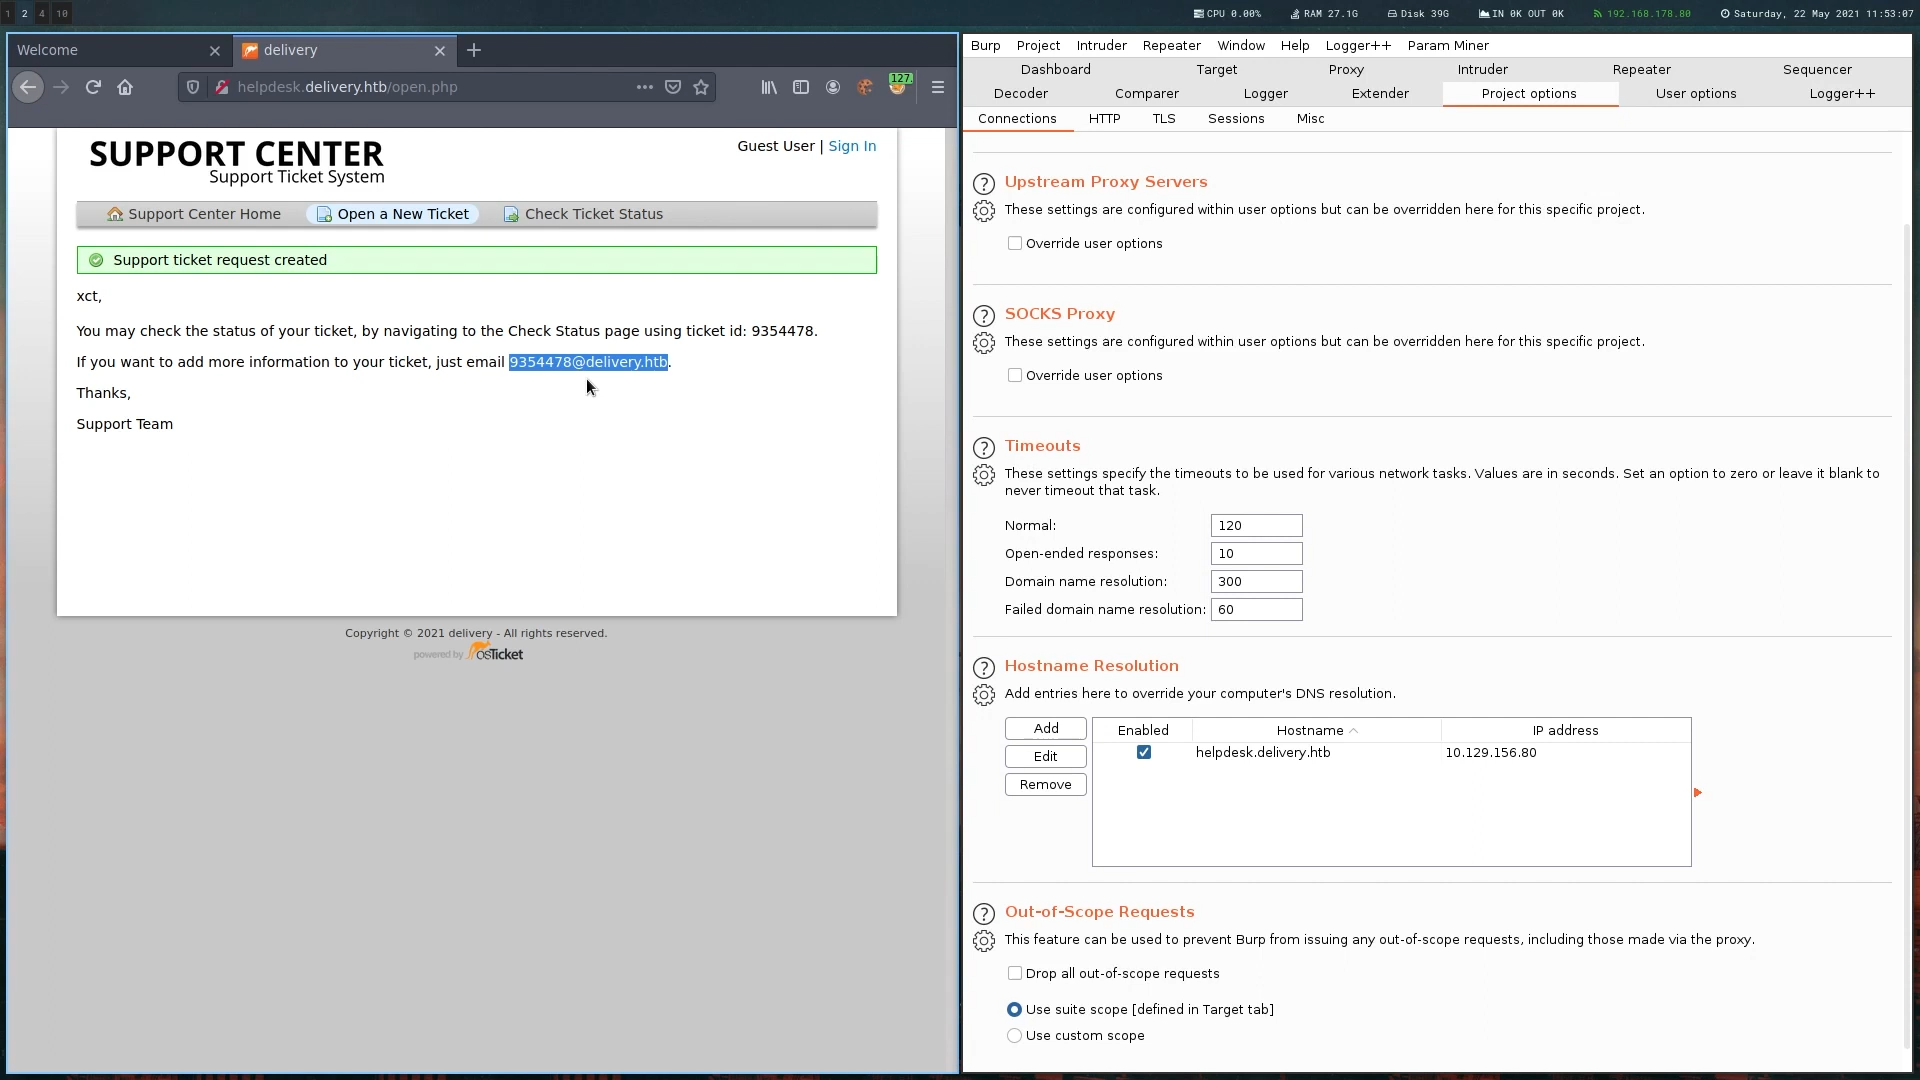 1 2 4 10
CPU 0.00% RAM 27.1G Disk 39G IN 0K OUT 0K 192.168.178.80 Saturday, 22 May 2021 11:53:07
Welcome
delivery
helpdesk.delivery.htb/open.php
127.
SUPPORT CENTER
Support Ticket System
Guest User | Sign In
Support Center Home
Open a New Ticket
Check Ticket Status
Support ticket request created
xct,
You may check the status of your ticket, by navigating to the Check Status page using ticket id: 9354478.
If you want to add more information to your ticket, just email 9354478@delivery.htb.
Thanks,
Support Team
Copyright © 2021 delivery - All rights reserved.
powered by osTicket
Burp Project Intruder Repeater Window Help Logger++ Param Miner
Dashboard Target Proxy Intruder Repeater Sequencer
Decoder Comparer Logger Extender Project options User options Logger++
Connections HTTP TLS Sessions Misc
Upstream Proxy Servers
These settings are configured within user options but can be overridden here for this specific project.
Override user options
SOCKS Proxy
These settings are configured within user options but can be overridden here for this specific project.
Override user options
Timeouts
These settings specify the timeouts to be used for various network tasks. Values are in seconds. Set an option to zero or leave it blank to
never timeout that task.
Normal: 120
Open-ended responses: 10
Domain name resolution: 300
Failed domain name resolution: 60
Hostname Resolution
Add entries here to override your computer's DNS resolution.
Add
Edit
Remove
Enabled Hostname IP address
helpdesk.delivery.htb 10.129.156.80
Out-of-Scope Requests
This feature can be used to prevent Burp from issuing any out-of-scope requests, including those made via the proxy.
Drop all out-of-scope requests
Use suite scope [defined in Target tab]
Use custom scope